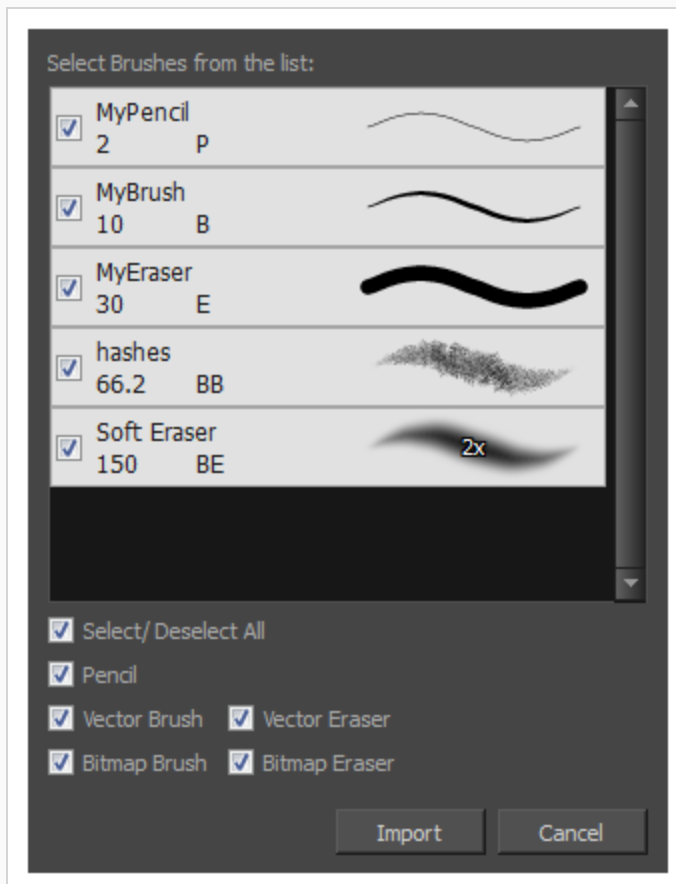 Select Brushes from the list:
MyPencil
2 P
MyBrush
10 B
MyEraser
30 E
hashes
66.2 BB
Soft Eraser
150 BE
2x
Select/ Deselect All
Pencil
Vector Brush Vector Eraser
Bitmap Brush Bitmap Eraser
Import Cancel